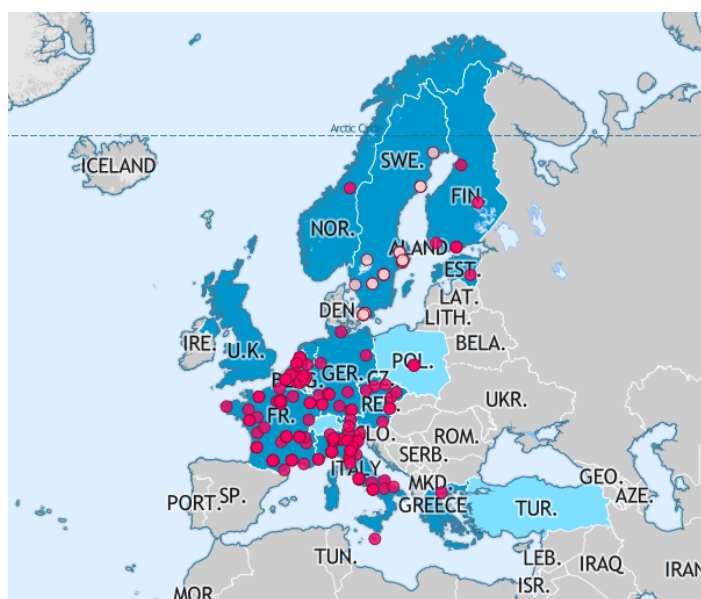 Arctic Circle
ICELAND
SWE.
FIN.
NOR.
ALAND
EST.
LAT.
LITH.
DEN.
BELA.
IRE.
U.K.
POL.
GER.
CZ.
REP.
UKR.
FR.
SLO.
ROM.
SERB.
ITALY
MKD.
GREECE
GEO.
AZE.
PORT.
SP.
TUR.
TUN.
LEB.
IRAQ
IRAN
ISR.
MOR.